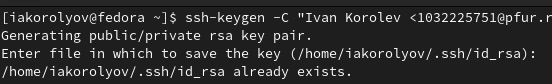 [iakorolyov@fedora ~]$ ssh-keygen -C "Ivan Korolev <1032225751@pfur.r
Generating public/private rsa key pair.
Enter file in which to save the key (/home/iakorolyov/.ssh/id_rsa):
/home/iakorolyov/.ssh/id_rsa already exists.